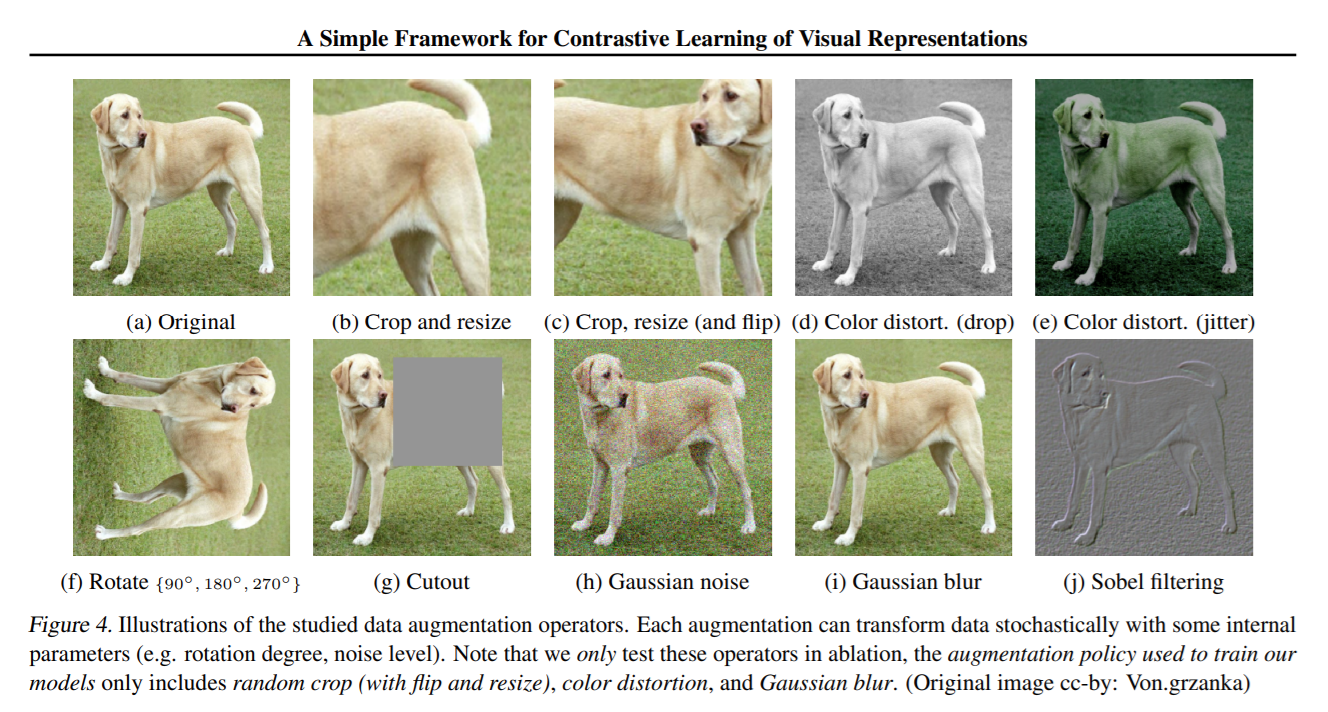 A Simple Framework for Contrastive Learning of Visual Representations
(a) Original
(b) Crop and resize
(c) Crop, resize (and flip)
(d) Color distort. (drop)
(e) Color distort. (jitter)
(f) Rotate {90°, 180°, 270°}
(g) Cutout
(h) Gaussian noise
(i) Gaussian blur
(j) Sobel filtering
Figure 4. Illustrations of the studied data augmentation operators. Each augmentation can transform data stochastically with some internal
parameters (e.g. rotation degree, noise level). Note that we only test these operators in ablation, the augmentation policy used to train our
models only includes random crop (with flip and resize), color distortion, and Gaussian blur. (Original image cc-by: Von.grzanka)